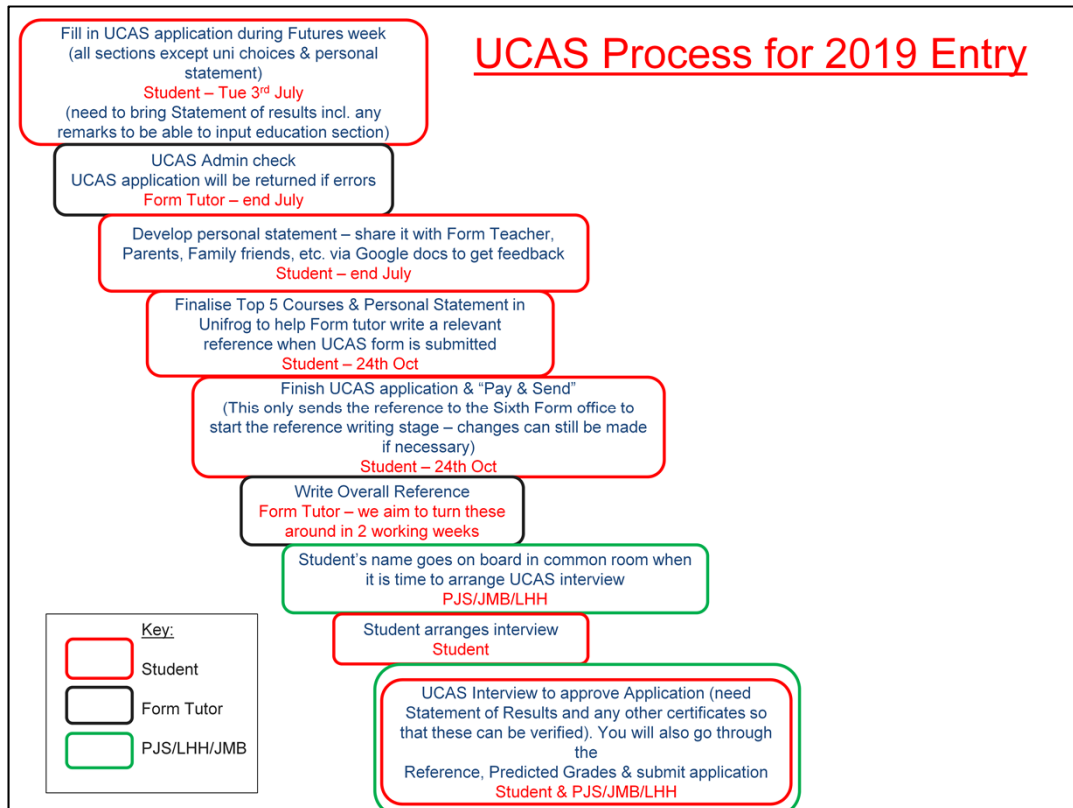 UCAS Process for 2019 Entry
Fill in UCAS application during Futures week
(all sections except uni choices & personal
statement)
Student – Tue 3rd July
(need to bring Statement of results incl. any
remarks to be able to input education section)
UCAS Admin check
UCAS application will be returned if errors
Form Tutor – end July
Develop personal statement – share it with Form Teacher,
Parents, Family friends, etc. via Google docs to get feedback
Student – end July
Finalise Top 5 Courses & Personal Statement in
Unifrog to help Form tutor write a relevant
reference when UCAS form is submitted
Student – 24th Oct
Finish UCAS application & “Pay & Send”
(This only sends the reference to the Sixth Form office to
start the reference writing stage – changes can still be made
if necessary)
Student – 24th Oct
Write Overall Reference
Form Tutor – we aim to turn these
around in 2 working weeks
Student’s name goes on board in common room when
it is time to arrange UCAS interview
PJS/JMB/LHH
Student arranges interview
Student
UCAS Interview to approve Application (need
Statement of Results and any other certificates so
that these can be verified). You will also go through
the
Reference, Predicted Grades & submit application
Student & PJS/JMB/LHH
Key:
Student
Form Tutor
PJS/LHH/JMB